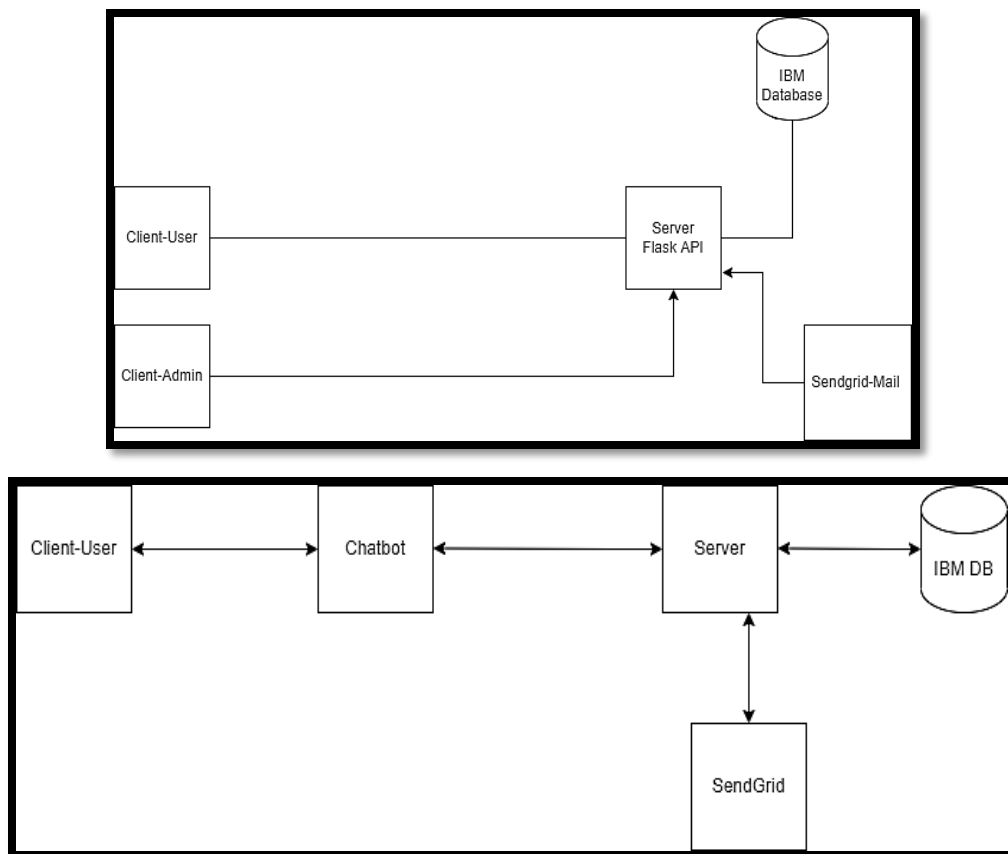 IBM
Database
Client-User
Server
Flask API
Client-Admin
Sendgrid-Mail
Client-User
Chatbot
Server
IBM DB
SendGrid